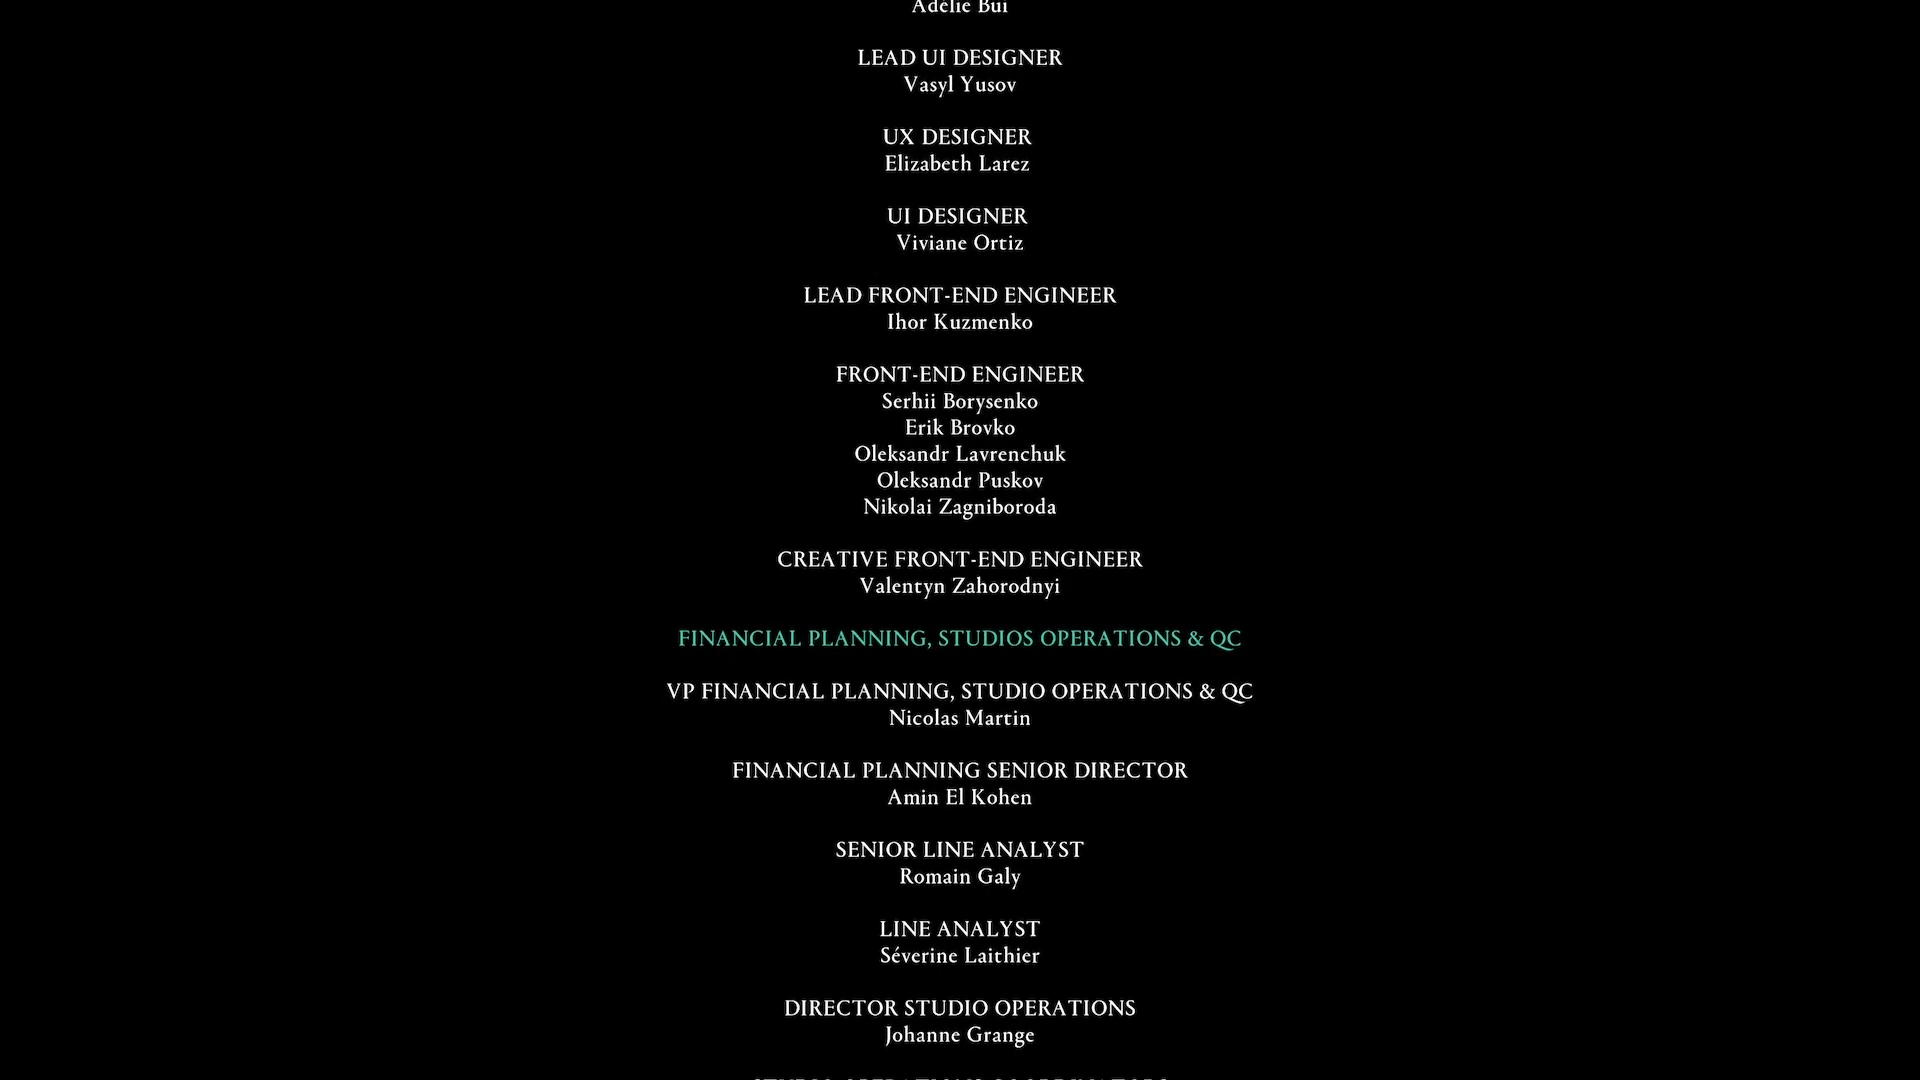 Adélie Bui
LEAD UI DESIGNER
Vasyl Yusov
UX DESIGNER
Elizabeth Larez
UI DESIGNER
Viviane Ortiz
LEAD FRONT-END ENGINEER
Ihor Kuzmenko
FRONT-END ENGINEER
Serhii Borysenko
Erik Brovko
Oleksandr Lavrenchuk
Oleksandr Puskov
Nikolai Zagniboroda
CREATIVE FRONT-END ENGINEER
Valentyn Zahorodnyi
FINANCIAL PLANNING, STUDIOS OPERATIONS & QC
VP FINANCIAL PLANNING, STUDIO OPERATIONS & QC
Nicolas Martin
FINANCIAL PLANNING SENIOR DIRECTOR
Amin El Kohen
SENIOR LINE ANALYST
Romain Galy
LINE ANALYST
Séverine Laithier
DIRECTOR STUDIO OPERATIONS
Johanne Grange